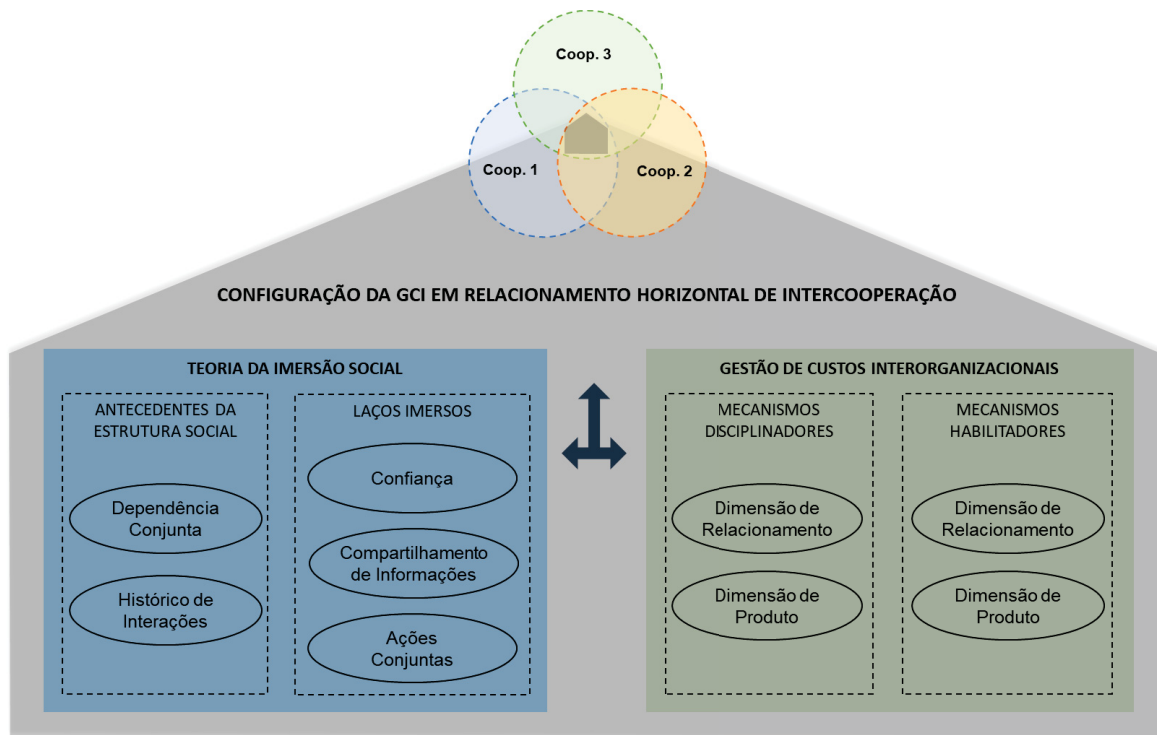 Coop. 3
Coop. 1
Coop. 2
CONFIGURAÇÃO DA GCI EM RELACIONAMENTO HORIZONTAL DE INTERCOOPERAÇÃO
TEORIA DA IMERSÃO SOCIAL
ANTECEDENTES DA
ESTRUTURA SOCIAL
Dependência
Conjunta
Histórico de
Interações
LAÇOS IMERSOS
Confiança
Compartilhamento
de Informações
Ações
Conjuntas
GESTÃO DE CUSTOS INTERORGANIZACIONAIS
MECANISMOS
DISCIPLINADORES
Dimensão de
Relacionamento
Dimensão de
Produto
MECANISMOS
HABILITADORES
Dimensão de
Relacionamento
Dimensão de
Produto